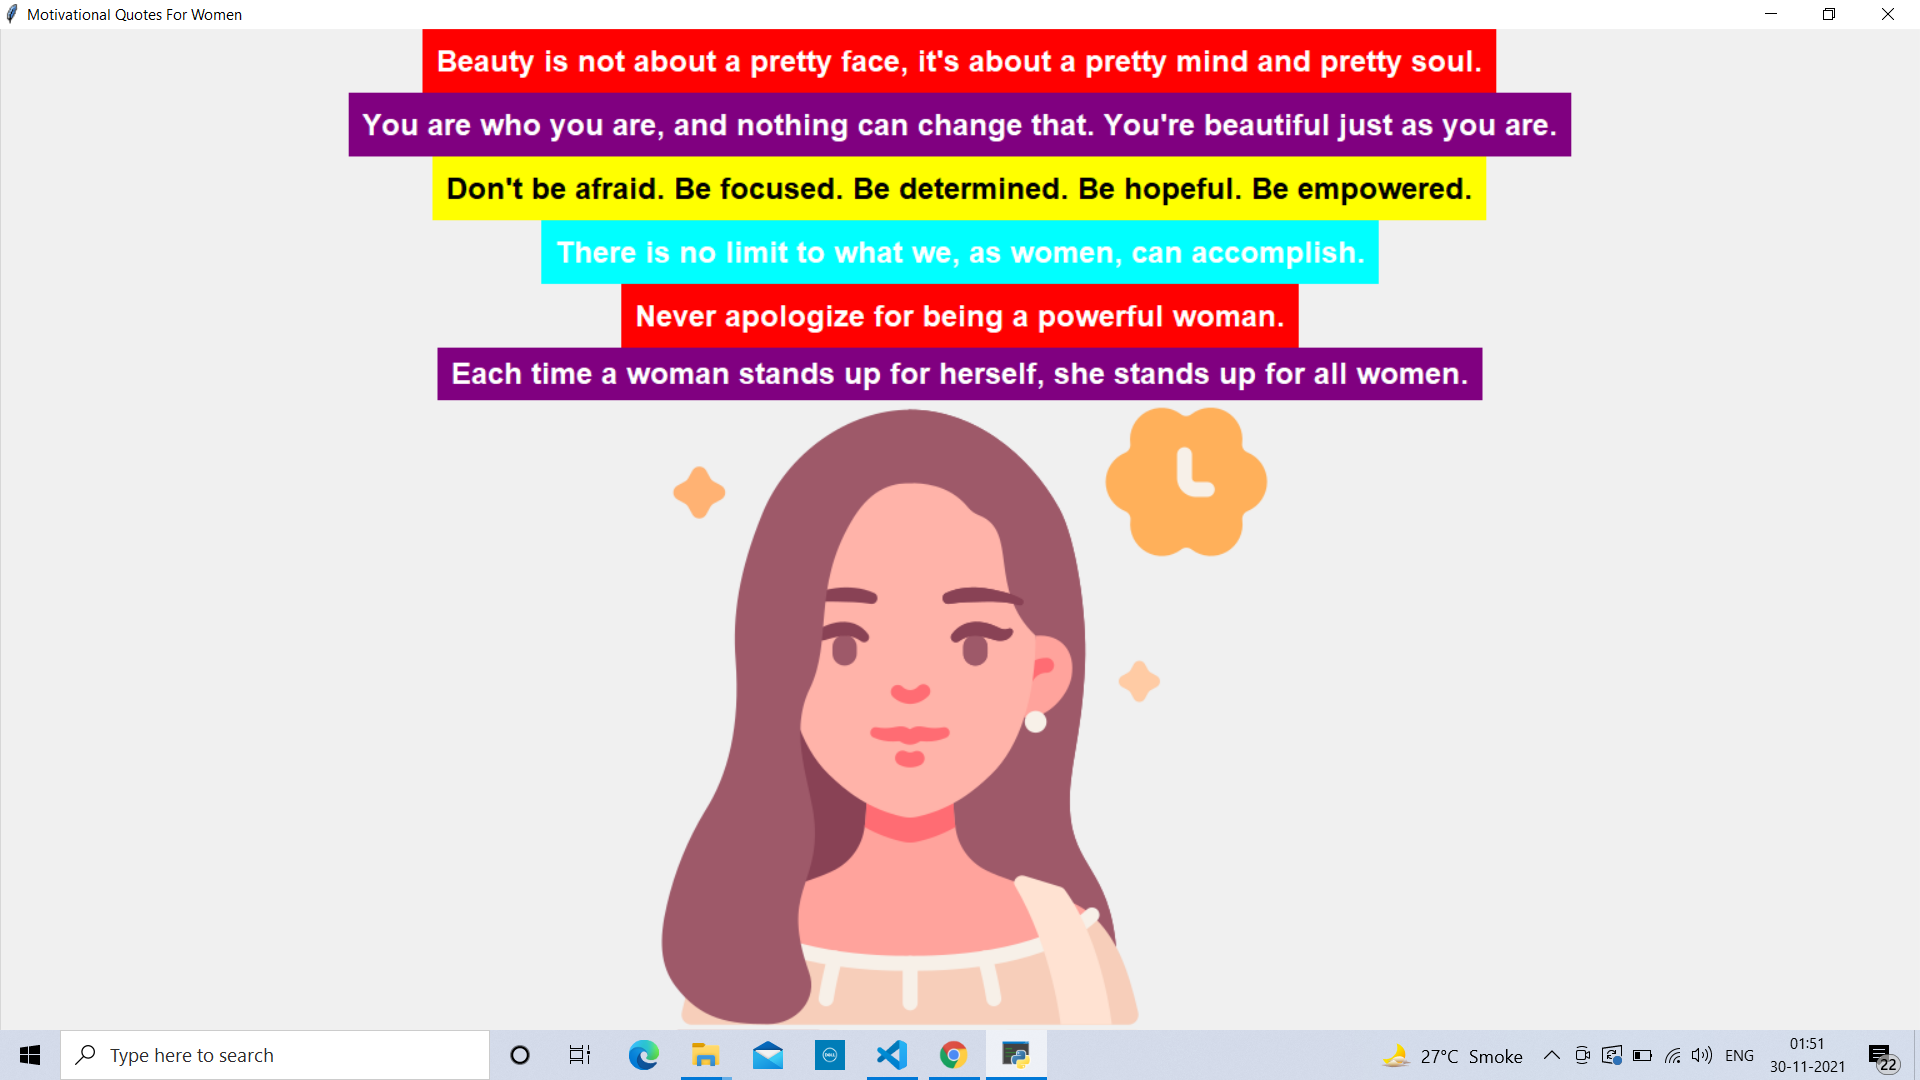 Motivational Quotes For Women
Beauty is not about a pretty face, it's about a pretty mind and pretty soul.
You are who you are, and nothing can change that. You're beautiful just as you are.
Don't be afraid. Be focused. Be determined. Be hopeful. Be empowered.
There is no limit to what we, as women, can accomplish.
Never apologize for being a powerful woman.
Each time a woman stands up for herself, she stands up for all women.
Type here to search
DELL
27°C Smoke
ENG
01:51
30-11-2021
22